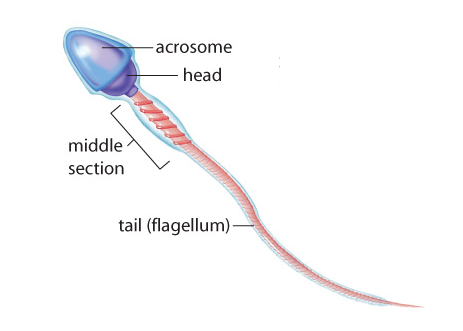 acrosome
head
middle
section
tail (flagellum)